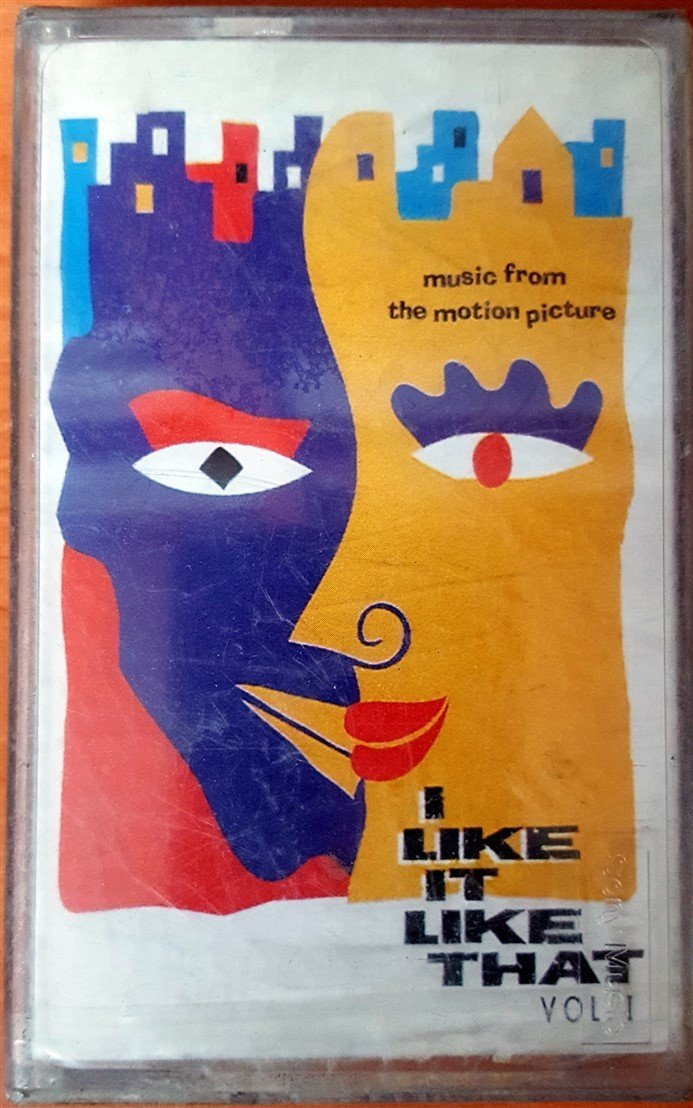 music from
the motion picture
I
LIKE
IT
LIKE
THAT
VOL I